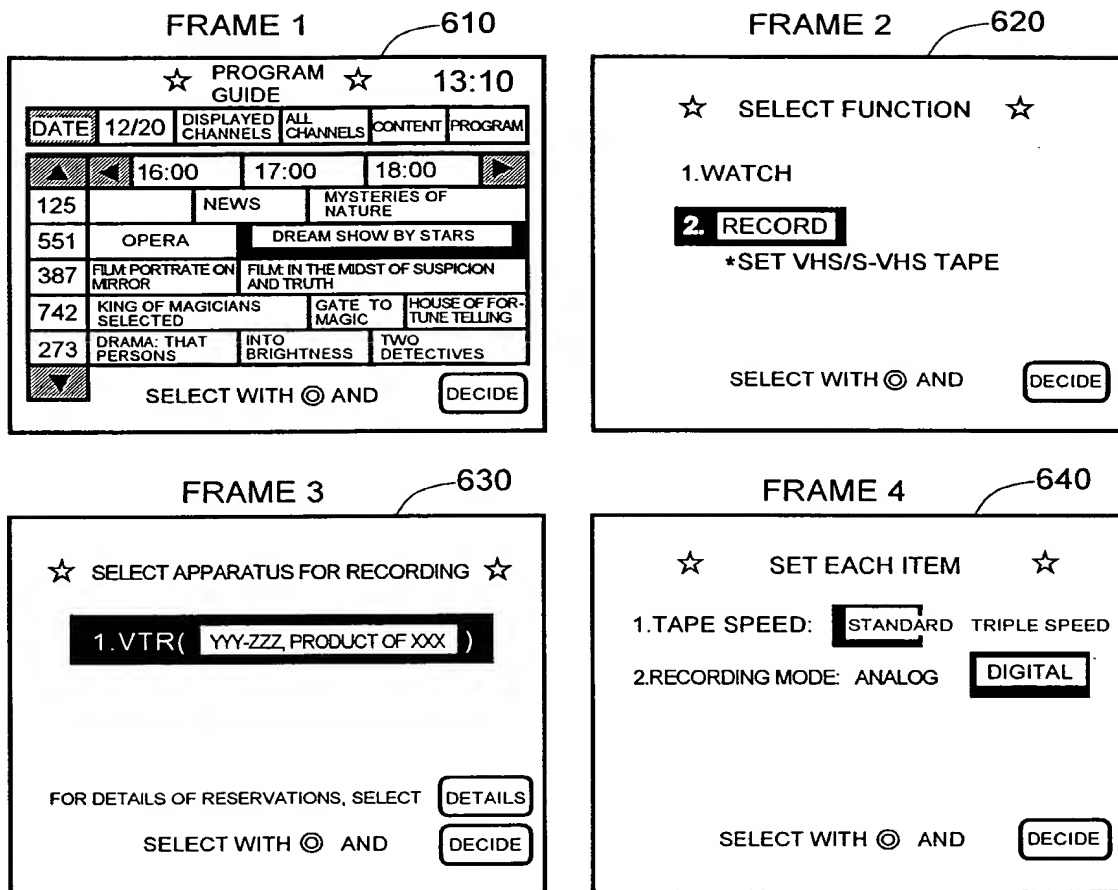 FRAME 1
610
☆ PROGRAM GUIDE ☆ 13:10
DATE 12/20 DISPLAYED CHANNELS ALL CHANNELS CONTENT PROGRAM
▲ ◀ 16:00 17:00 18:00 ▶
125 NEWS MYSTERIES OF NATURE
551 OPERA DREAM SHOW BY STARS
387 FILM: PORTRATE ON MIRROR FILM: IN THE MIDST OF SUSPICION AND TRUTH
742 KING OF MAGICIANS SELECTED GATE TO MAGIC HOUSE OF FOR-TUNE TELLING
273 DRAMA: THAT PERSONS INTO BRIGHTNESS TWO DETECTIVES
▼ SELECT WITH ◎ AND DECIDE
FRAME 2
620
☆ SELECT FUNCTION ☆
1.WATCH
2. RECORD
*SET VHS/S-VHS TAPE
SELECT WITH ◎ AND DECIDE
FRAME 3
630
☆ SELECT APPARATUS FOR RECORDING ☆
1.VTR( YYY-ZZZ, PRODUCT OF XXX )
FOR DETAILS OF RESERVATIONS, SELECT DETAILS
SELECT WITH ◎ AND DECIDE
FRAME 4
640
☆ SET EACH ITEM ☆
1.TAPE SPEED: STANDARD TRIPLE SPEED
2.RECORDING MODE: ANALOG DIGITAL
SELECT WITH ◎ AND DECIDE